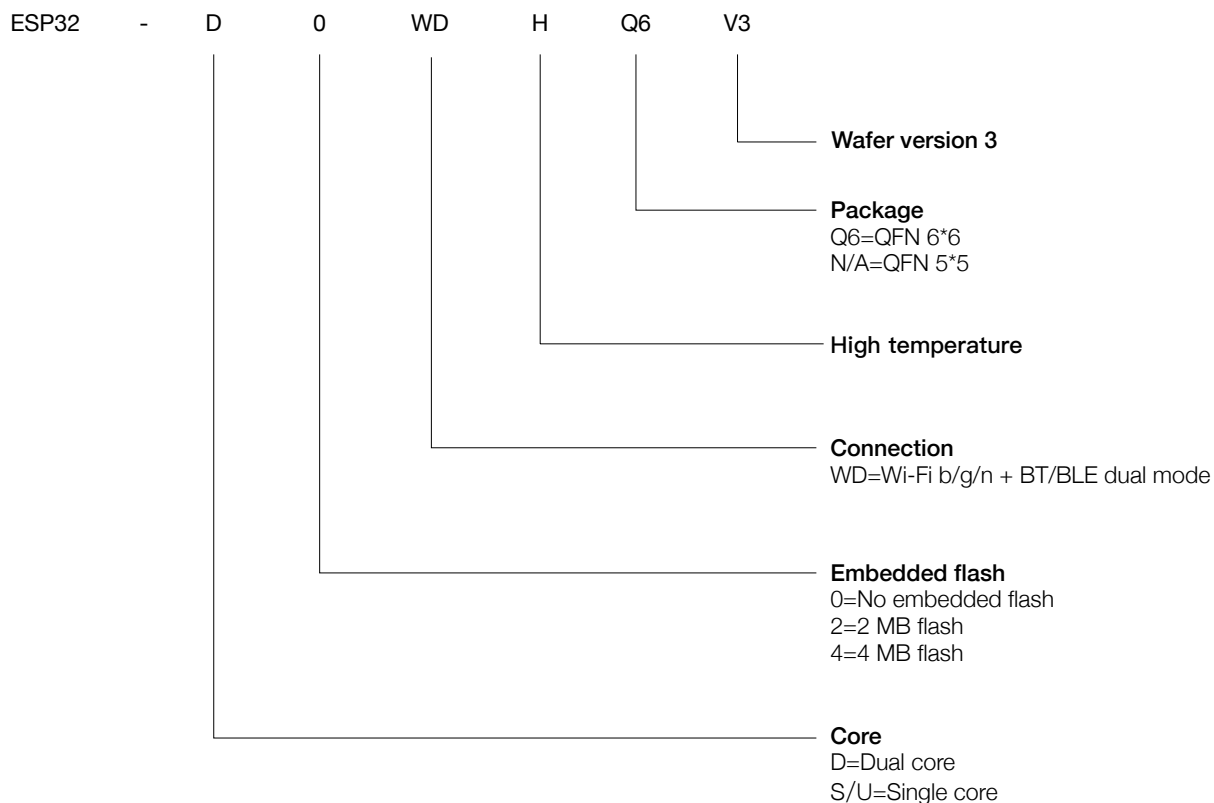 ESP32 - D 0 WD H Q6 V3
Wafer version 3
Package
Q6=QFN 6*6
N/A=QFN 5*5
High temperature
Connection
WD=Wi-Fi b/g/n + BT/BLE dual mode
Embedded flash
0=No embedded flash
2=2 MB flash
4=4 MB flash
Core
D=Dual core
S/U=Single core